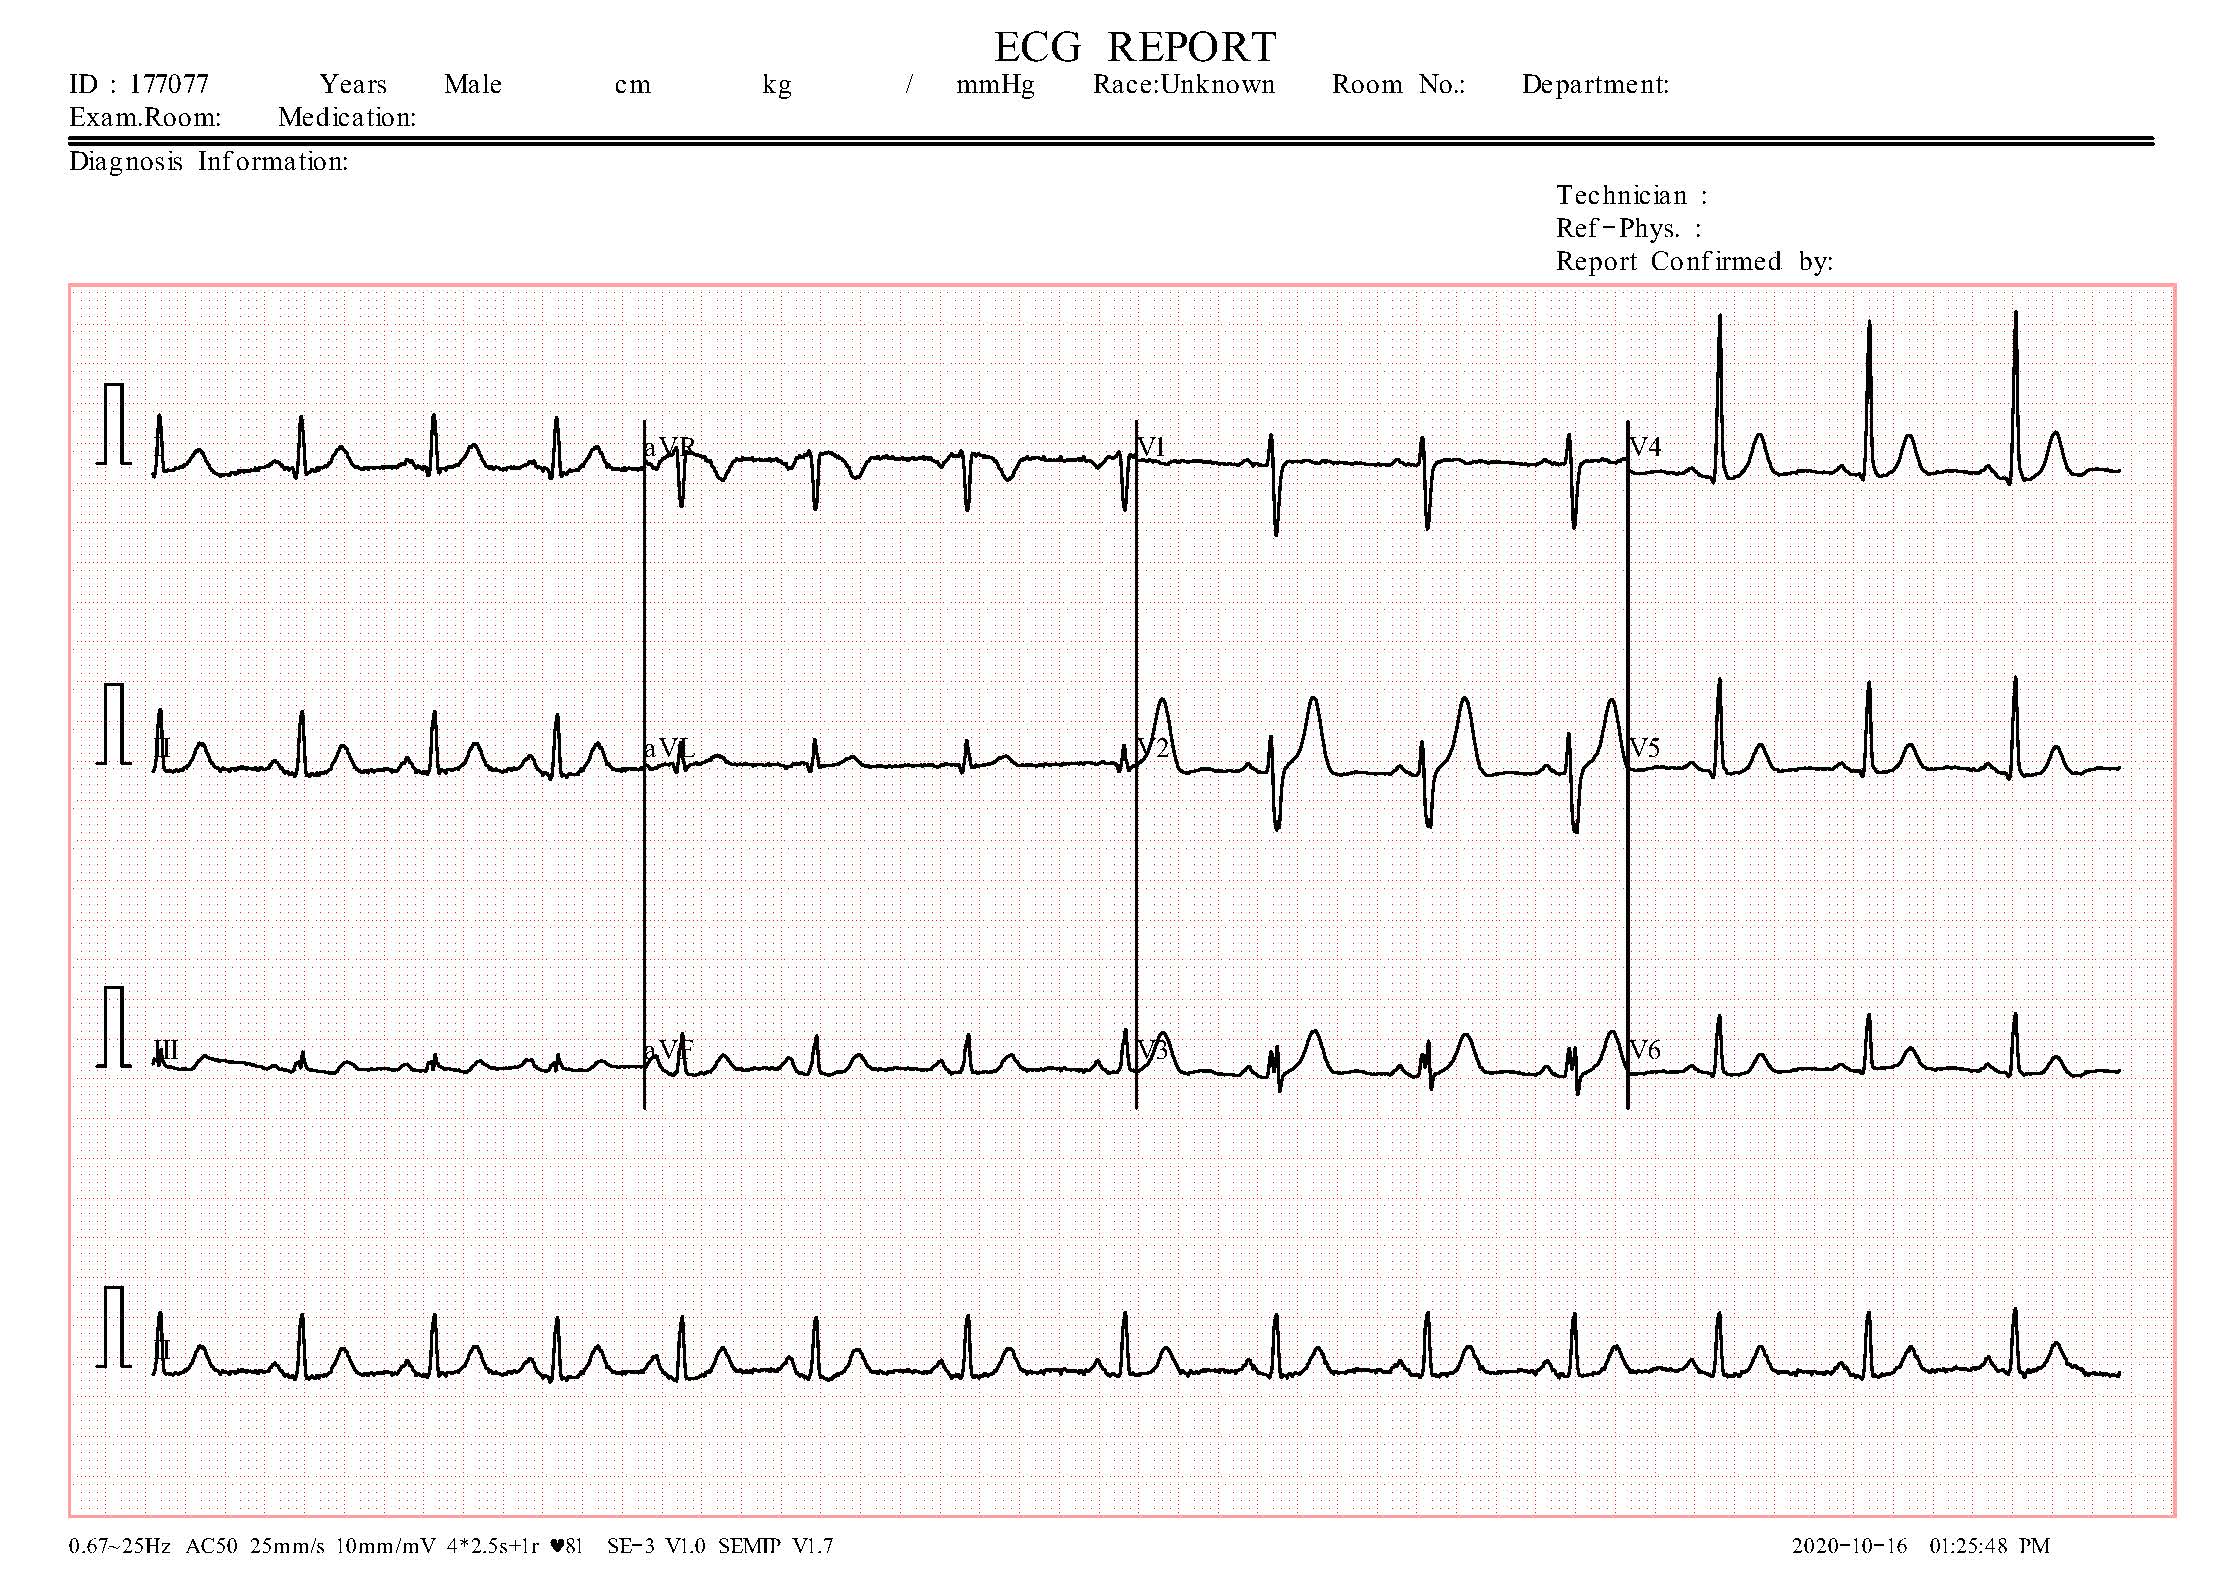 ECG REPORT
ID : 177077 Years Male cm kg / mmHg Race:Unknown Room No.: Department:
Exam.Room: Medication:
Diagnosis Information:
Technician :
Ref-Phys. :
Report Confirmed by:
aVR V1 V4
II aVL V2 V5
III aVF V3 V6
II
0.67~25Hz AC50 25mm/s 10mm/mV 4*2.5s+1r ♥81 SE-3 V1.0 SEMIP V1.7 2020-10-16 01:25:48 PM